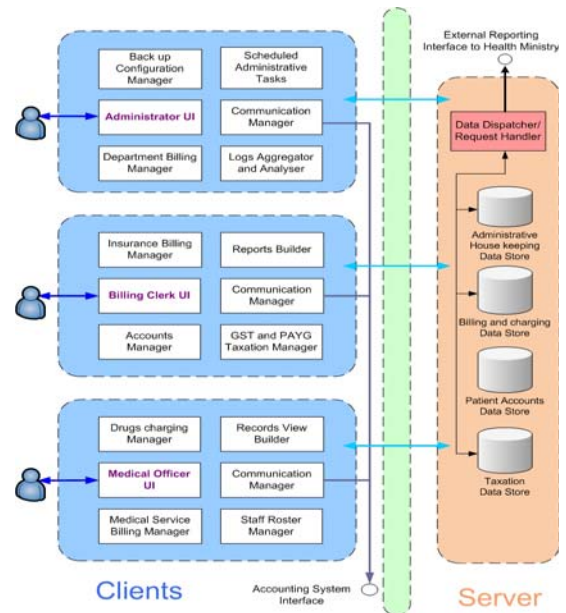 External Reporting
Interface to Health Ministry
Back up
Configuration
Manager
Scheduled
Administrative
Tasks
Administrator UI
Communication
Manager
Department Billing
Manager
Logs Aggregator
and Analyser
Insurance Billing
Manager
Reports Builder
Billing Clerk UI
Communication
Manager
Accounts
Manager
GST and PAYG
Taxation Manager
Drugs charging
Manager
Records View
Builder
Medical Officer
UI
Communication
Manager
Medical Service
Billing Manager
Staff Roster
Manager
Clients
Accounting System
Interface
Data Dispatcher/
Request Handler
Administrative
House keeping
Data Store
Billing and charging
Data Store
Patient Accounts
Data Store
Taxation
Data Store
Server